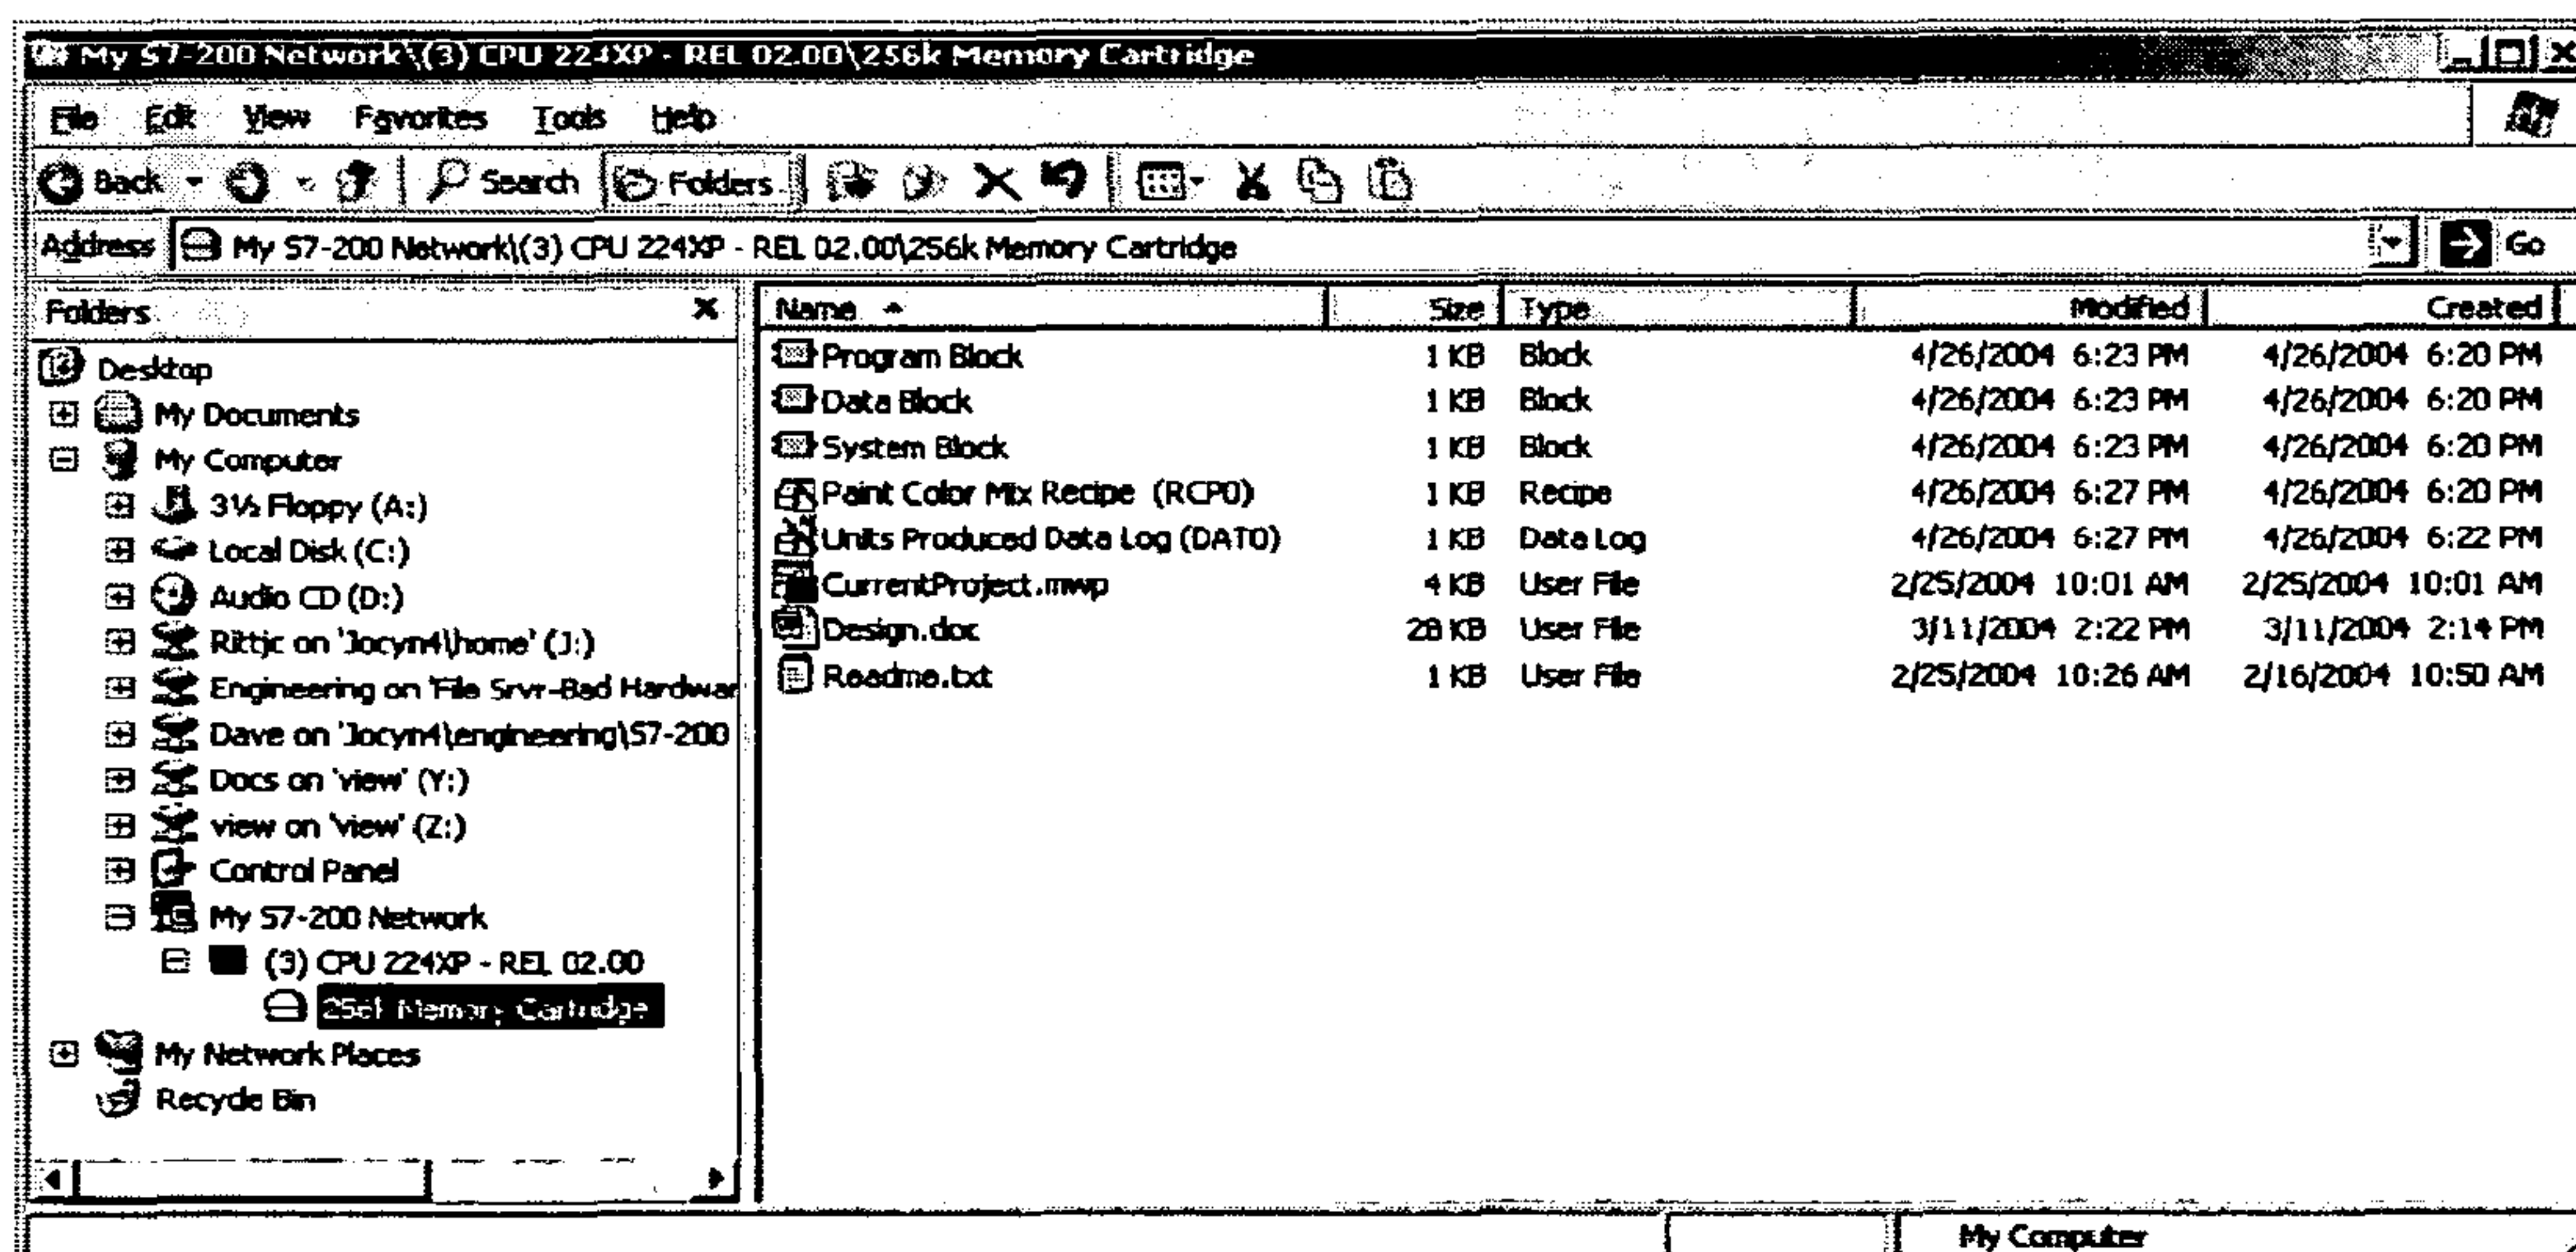 My S7-200 Network\(3) CPU 224XP - REL 02.00\256k Memory Cartridge
File Edit View Favorites Tools Help
Back Search Folders
Address My S7-200 Network\(3) CPU 224XP - REL 02.00\256k Memory Cartridge Go
Folders
Desktop
My Documents
My Computer
3½ Floppy (A:)
Local Disk (C:)
Audio CD (D:)
Rittjc on 'Jocyn4\home' (J:)
Engineering on 'File Srvr-Bad Hardwar
Dave on 'Jocyn4\engineering\S7-200
Docs on 'view' (Y:)
view on 'view' (Z:)
Control Panel
My S7-200 Network
(3) CPU 224XP - REL 02.00
256k Memory Cartridge
My Network Places
Recycle Bin
Name Size Type Modified Created
Program Block 1 KB Block 4/26/2004 6:23 PM 4/26/2004 6:20 PM
Data Block 1 KB Block 4/26/2004 6:23 PM 4/26/2004 6:20 PM
System Block 1 KB Block 4/26/2004 6:23 PM 4/26/2004 6:20 PM
Paint Color Mix Recipe (RCP0) 1 KB Recipe 4/26/2004 6:27 PM 4/26/2004 6:20 PM
Units Produced Data Log (DAT0) 1 KB Data Log 4/26/2004 6:27 PM 4/26/2004 6:22 PM
CurrentProject.mwp 4 KB User File 2/25/2004 10:01 AM 2/25/2004 10:01 AM
Design.doc 28 KB User File 3/11/2004 2:22 PM 3/11/2004 2:14 PM
Readme.txt 1 KB User File 2/25/2004 10:26 AM 2/16/2004 10:50 AM
My Computer